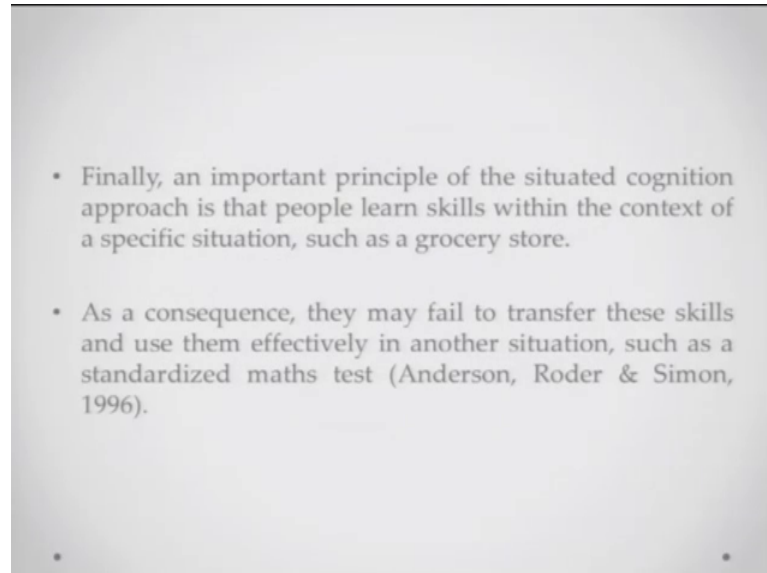 • Finally, an important principle of the situated cognition
approach is that people learn skills within the context of
a specific situation, such as a grocery store.
• As a consequence, they may fail to transfer these skills
and use them effectively in another situation, such as a
standardized maths test (Anderson, Roder & Simon,
1996).